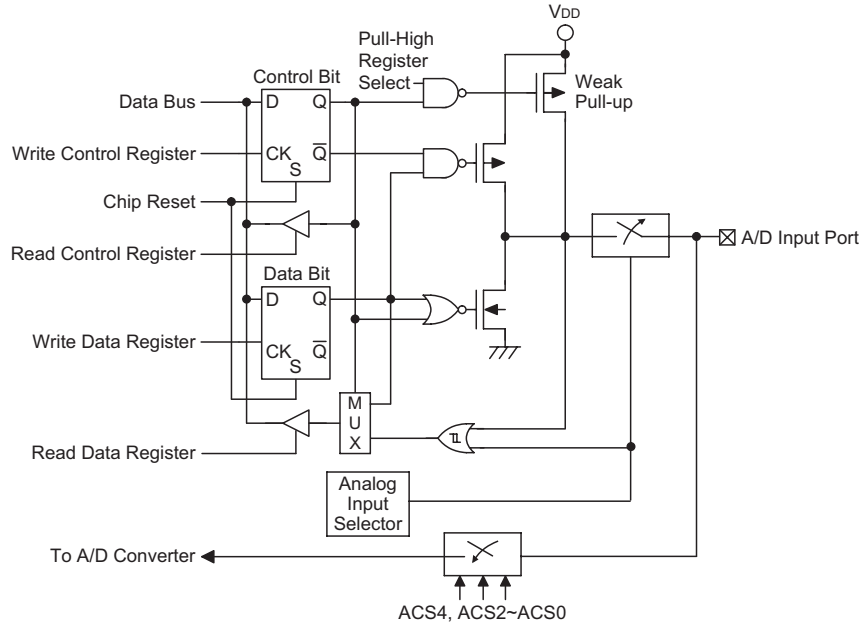 VDD
Pull-High
Register
Select
Weak
Pull-up
Control Bit
Data Bus
D
Q
Write Control Register
CK
Q
S
Chip Reset
Read Control Register
A/D Input Port
Data Bit
D
Q
Write Data Register
CK
Q
S
M
U
X
Read Data Register
Analog
Input
Selector
To A/D Converter
ACS4, ACS2~ACS0